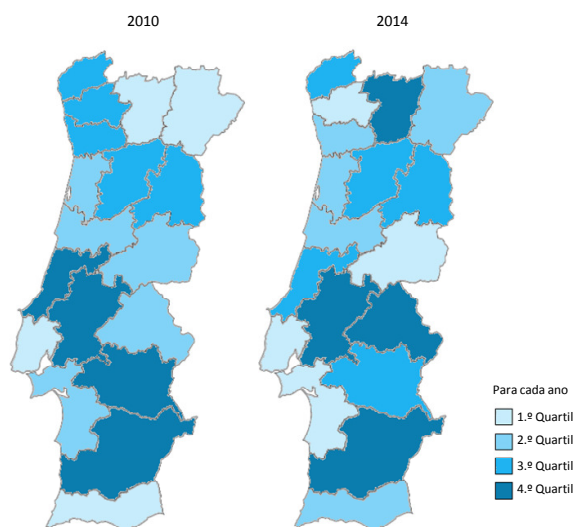 2010
2014
Para cada ano
1.º Quartil
2.º Quartil
3.º Quartil
4.º Quartil